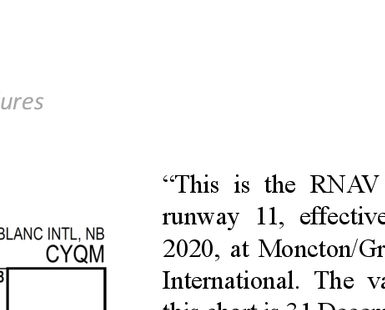 ures
BLANC INTL, NB
CYQM
“This is the RNAV
runway 11, effective
2020, at Moncton/Gr
International. The va
this chart is 31 Decem